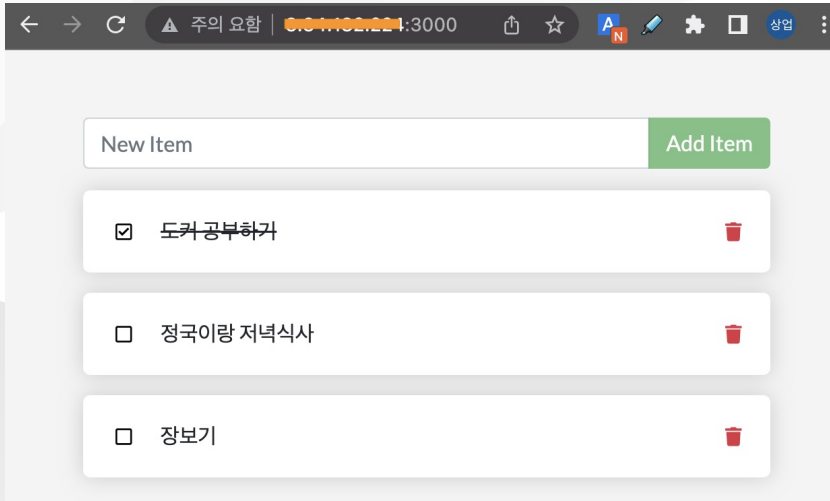 주의 요함 | :3000
A
N
상업
New Item
Add Item
도커 공부하기
정국이랑 저녁식사
장보기